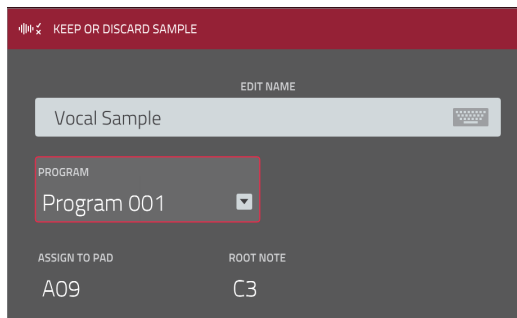 KEEP OR DISCARD SAMPLE
EDIT NAME
Vocal Sample
PROGRAM
Program 001
ASSIGN TO PAD ROOT NOTE
A09 C3